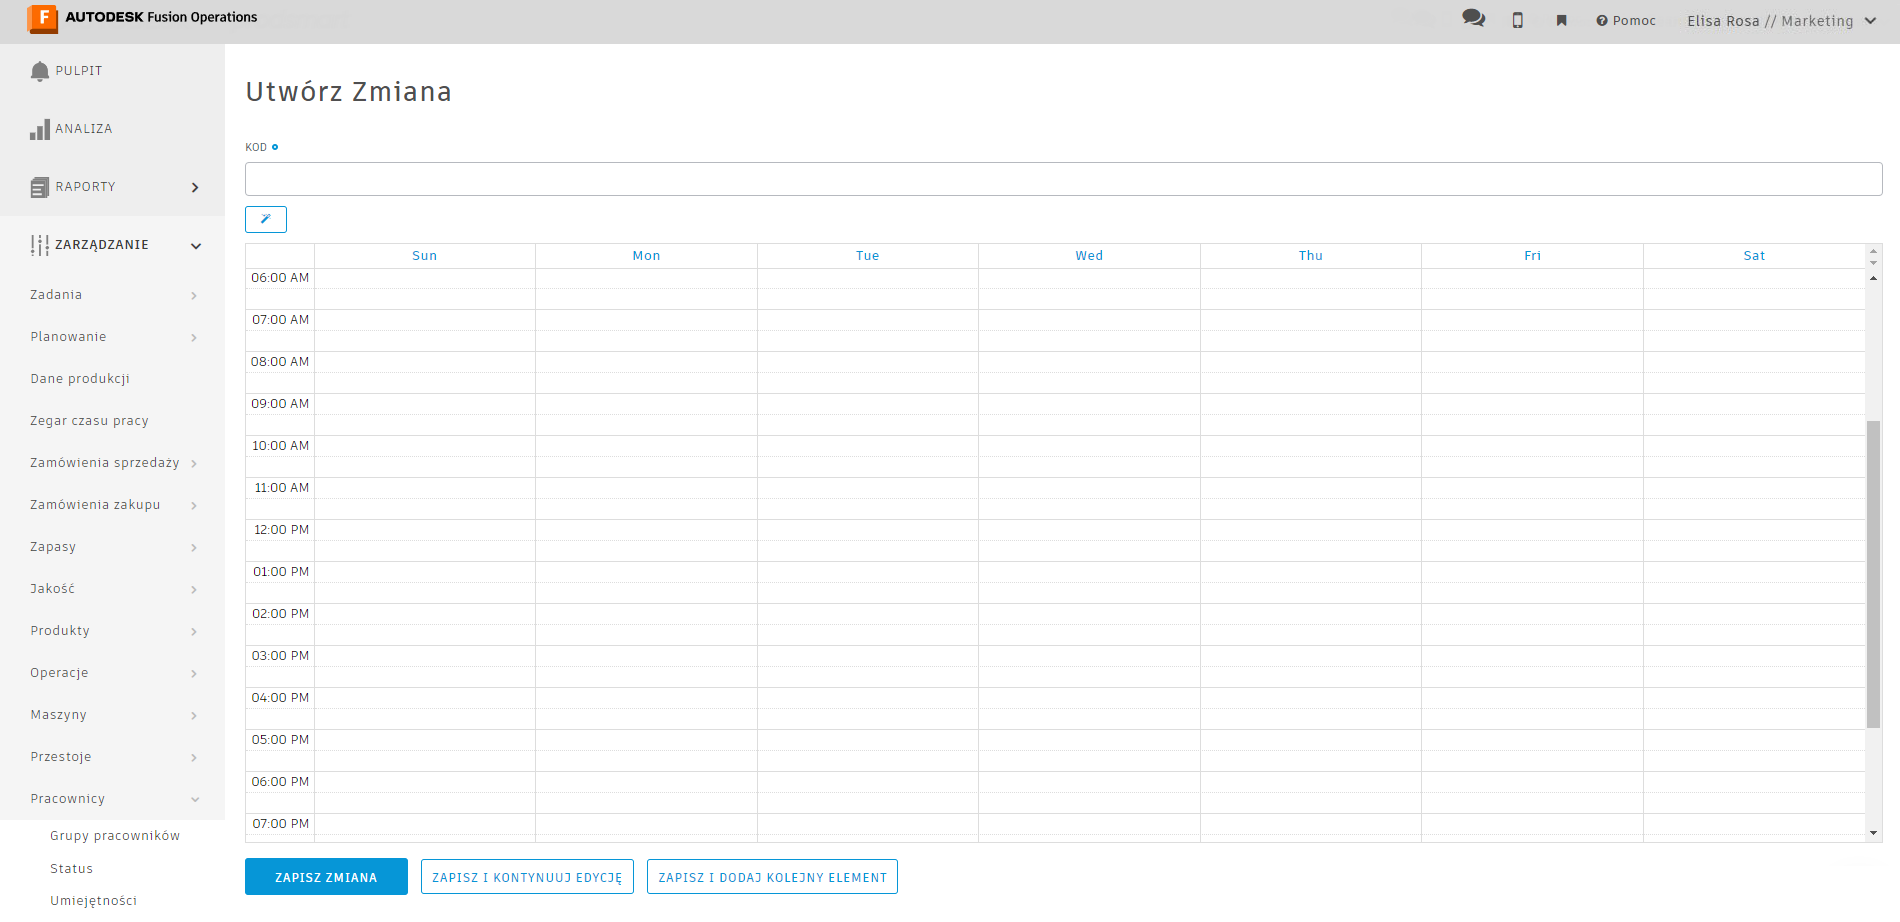 AUTODESK Fusion Operations
Pomoc
Elisa Rosa // Marketing
PULPIT
ANALIZA
RAPORTY
ZARZĄDZANIE
Zadania
Planowanie
Dane produkcji
Zegar czasu pracy
Zamówienia sprzedaży
Zamówienia zakupu
Zapasy
Jakość
Produkty
Operacje
Maszyny
Przestoje
Pracownicy
Grupy pracowników
Status
Umiejętności
Utwórz Zmiana
KOD
Sun Mon Tue Wed Thu Fri Sat
06:00 AM
07:00 AM
08:00 AM
09:00 AM
10:00 AM
11:00 AM
12:00 PM
01:00 PM
02:00 PM
03:00 PM
04:00 PM
05:00 PM
06:00 PM
07:00 PM
ZAPISZ ZMIANA
ZAPISZ I KONTYNUUJ EDYCJĘ
ZAPISZ I DODAJ KOLEJNY ELEMENT